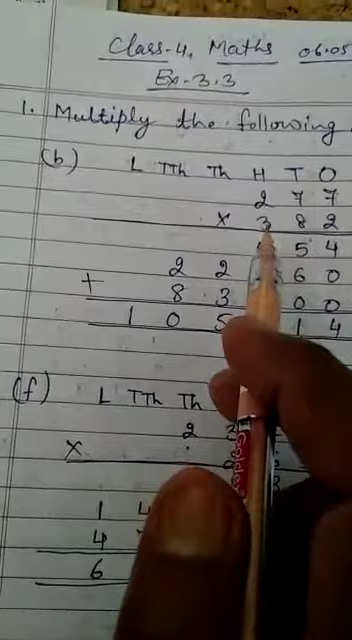 Class-4, Maths 06.05
Ex-3.3
1. Multiply the following
(b) L TTh Th H T O
2 7 7
x 3 8 2
5 4
+ 2 2 6 0
8 3 0 0
1 0 5 1 4
(f) L TTh Th
2 3
x
1 4
4
6